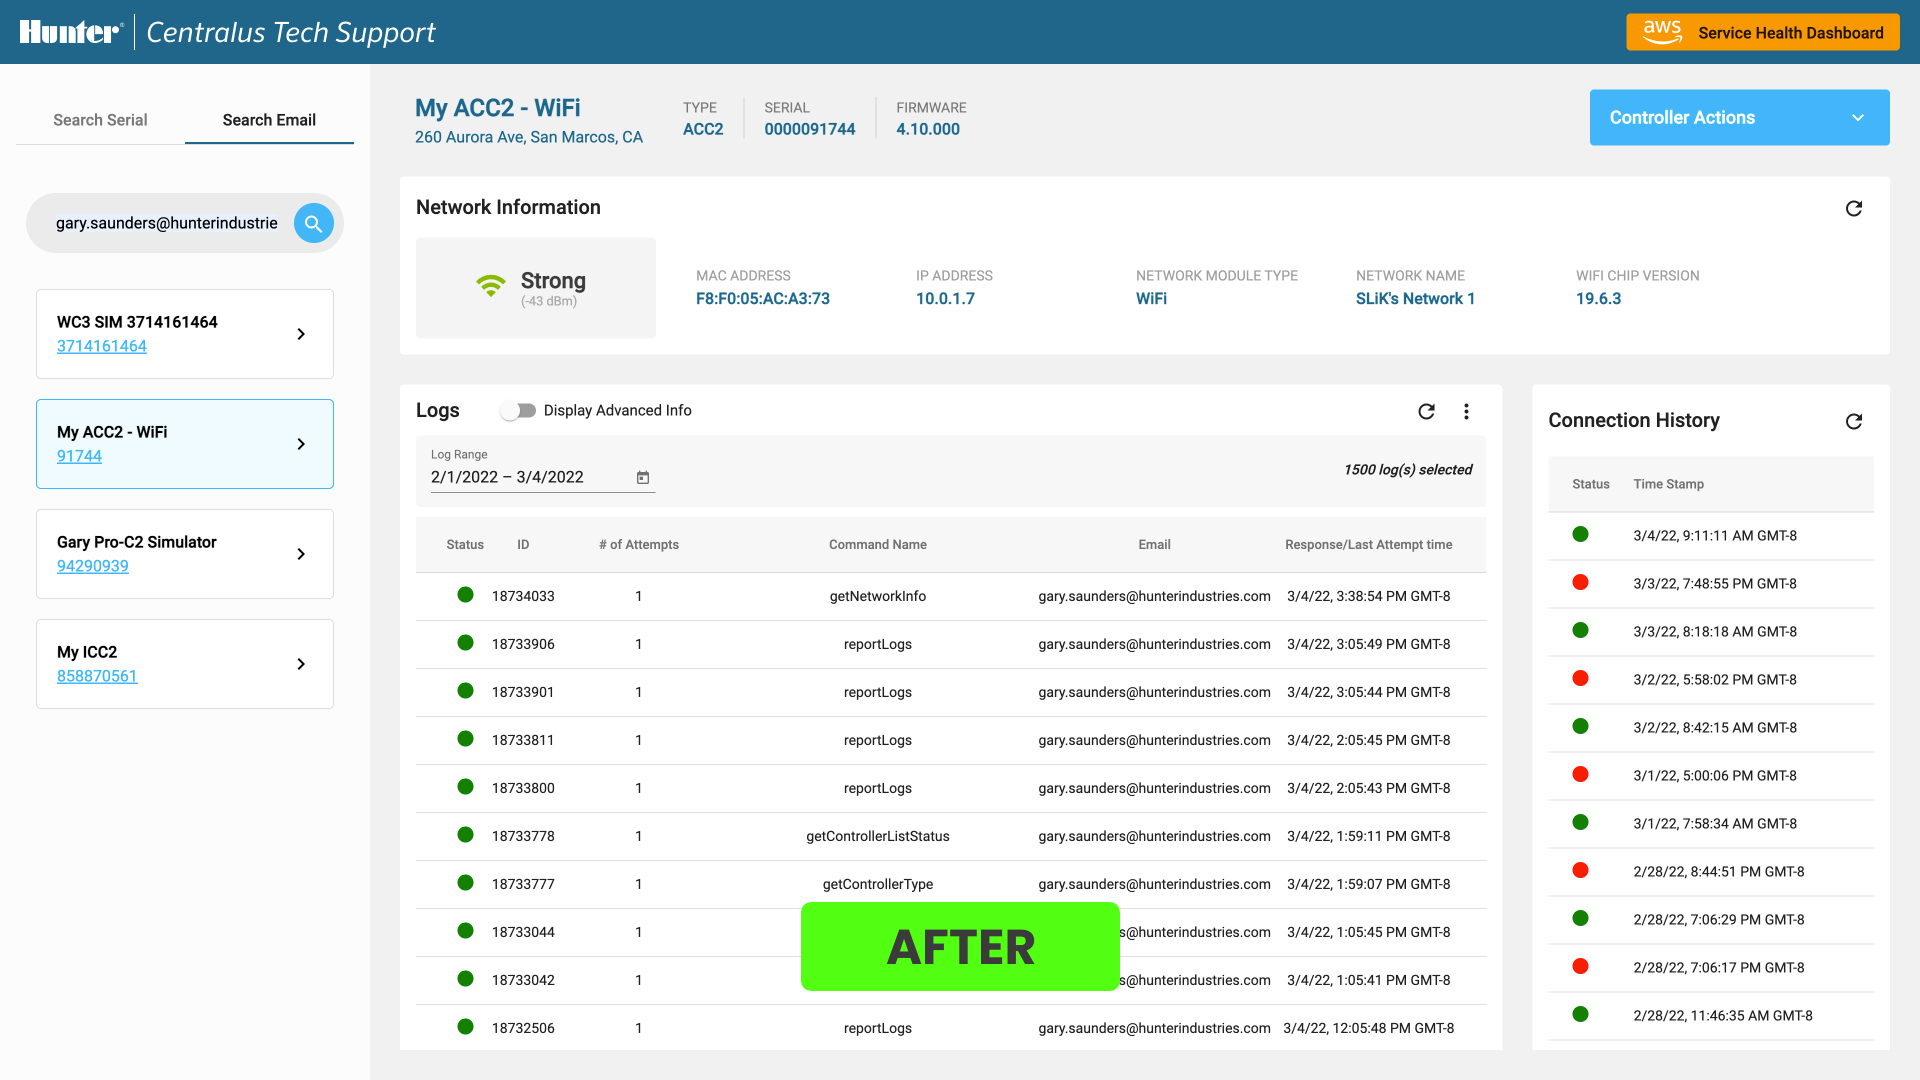 Hunter® Centralus Tech Support
aws Service Health Dashboard
Search Serial Search Email
gary.saunders@hunterindustrie
WC3 SIM 3714161464
3714161464
My ACC2 - WiFi
91744
Gary Pro-C2 Simulator
94290939
My ICC2
858870561
My ACC2 - WiFi
260 Aurora Ave, San Marcos, CA
TYPE
ACC2
SERIAL
0000091744
FIRMWARE
4.10.000
Controller Actions
Network Information
Strong
(-43 dBm)
MAC ADDRESS
F8:F0:05:AC:A3:73
IP ADDRESS
10.0.1.7
NETWORK MODULE TYPE
WiFi
NETWORK NAME
SLiK's Network 1
WIFI CHIP VERSION
19.6.3
Logs Display Advanced Info
Log Range
2/1/2022 – 3/4/2022
1500 log(s) selected
Status ID # of Attempts Command Name Email Response/Last Attempt time
18734033 1 getNetworkInfo gary.saunders@hunterindustries.com 3/4/22, 3:38:54 PM GMT-8
18733906 1 reportLogs gary.saunders@hunterindustries.com 3/4/22, 3:05:49 PM GMT-8
18733901 1 reportLogs gary.saunders@hunterindustries.com 3/4/22, 3:05:44 PM GMT-8
18733811 1 reportLogs gary.saunders@hunterindustries.com 3/4/22, 2:05:45 PM GMT-8
18733800 1 reportLogs gary.saunders@hunterindustries.com 3/4/22, 2:05:43 PM GMT-8
18733778 1 getControllerListStatus gary.saunders@hunterindustries.com 3/4/22, 1:59:11 PM GMT-8
18733777 1 getControllerType gary.saunders@hunterindustries.com 3/4/22, 1:59:07 PM GMT-8
18733044 1 s@hunterindustries.com 3/4/22, 1:05:45 PM GMT-8
AFTER
18733042 1 s@hunterindustries.com 3/4/22, 1:05:41 PM GMT-8
18732506 1 reportLogs gary.saunders@hunterindustries.com 3/4/22, 12:05:48 PM GMT-8
Connection History
Status Time Stamp
3/4/22, 9:11:11 AM GMT-8
3/3/22, 7:48:55 PM GMT-8
3/3/22, 8:18:18 AM GMT-8
3/2/22, 5:58:02 PM GMT-8
3/2/22, 8:42:15 AM GMT-8
3/1/22, 5:00:06 PM GMT-8
3/1/22, 7:58:34 AM GMT-8
2/28/22, 8:44:51 PM GMT-8
2/28/22, 7:06:29 PM GMT-8
2/28/22, 7:06:17 PM GMT-8
2/28/22, 11:46:35 AM GMT-8